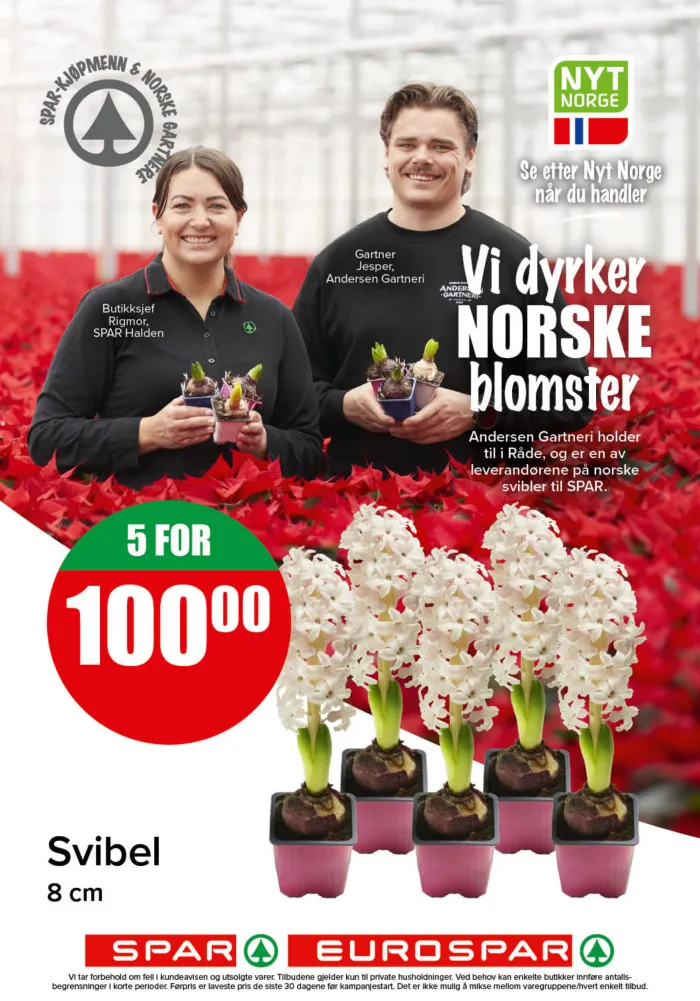 SPAR-KJØPMENN & NORSKE GARTNERE
NYT
NORGE
Se etter Nyt Norge
når du handler
Gartner
Jesper,
Andersen Gartneri
Butikksjef
Rigmor,
SPAR Halden
Vi dyrker
NORSKE
blomster
Andersen Gartneri holder
til i Råde, og er en av
leverandørene på norske
svibler til SPAR.
5 FOR
100⁰⁰
Svibel
8 cm
SPAR EUROSPAR
Vi tar forbehold om feil i kundeavisen og utsolgte varer. Tilbudene gjelder kun til private husholdninger. Ved behov kan enkelte butikker innføre antalls-
begrensninger i korte perioder. Førpris er laveste pris de siste 30 dagene før kampanjestart. Det er ikke mulig å mikse mellom varegruppene/hvert enkelt tilbud.